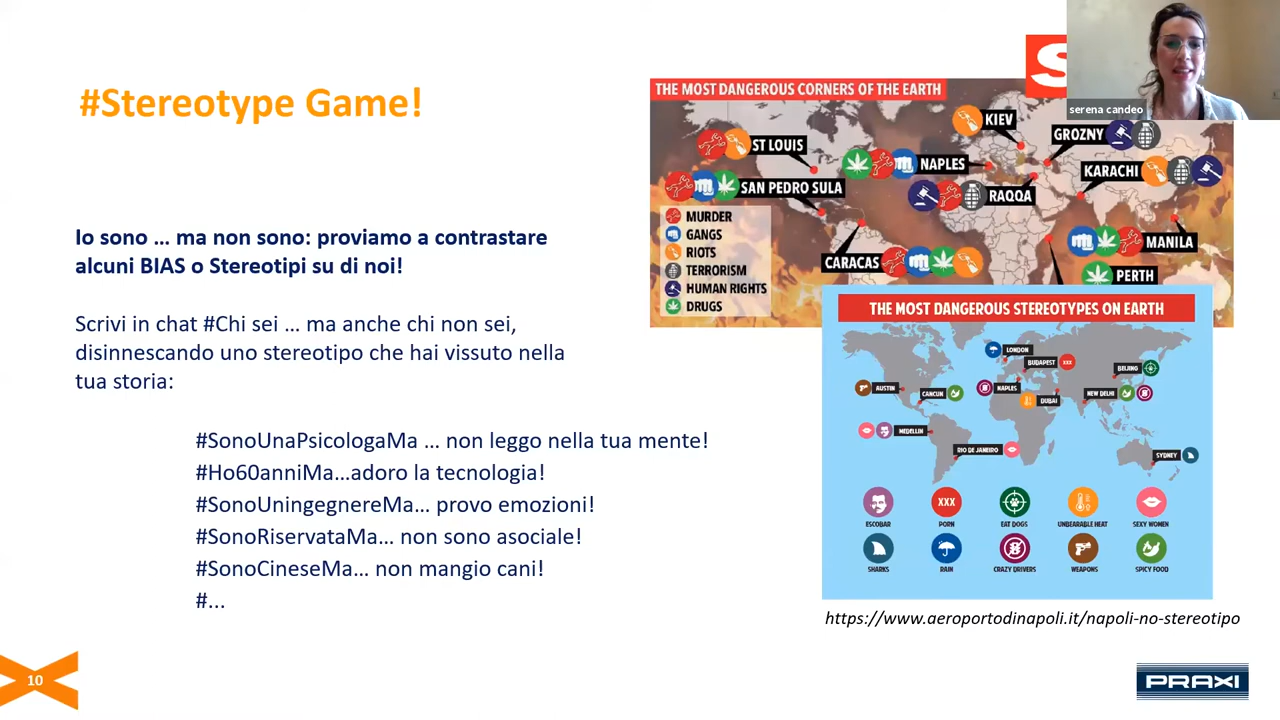 #Stereotype Game!
Io sono … ma non sono: proviamo a contrastare
alcuni BIAS o Stereotipi su di noi!
Scrivi in chat #Chi sei … ma anche chi non sei,
disinnescando uno stereotipo che hai vissuto nella
tua storia:
#SonoUnaPsicologaMa … non leggo nella tua mente!
#Ho60anniMa…adoro la tecnologia!
#SonoUningegnereMa… provo emozioni!
#SonoRiservataMa… non sono asociale!
#SonoCineseMa… non mangio cani!
#...
S
serena candeo
THE MOST DANGEROUS CORNERS OF THE EARTH
KIEV
GROZNY
ST LOUIS
NAPLES
KARACHI
SAN PEDRO SULA
RAQQA
MURDER
GANGS
RIOTS
TERRORISM
HUMAN RIGHTS
DRUGS
CARACAS
MANILA
PERTH
THE MOST DANGEROUS STEREOTYPES ON EARTH
LONDON
BUDAPEST
XXX
BEIJING
AUSTIN
CANCUN
NAPLES
DUBAI
NEW DELHI
MEDELLIN
RIO DE JANEIRO
SYDNEY
XXX
ESCOBAR
PORN
EAT DOGS
UNBEARABLE HEAT
SEXY WOMEN
SHARKS
RAIN
CRAZY DRIVERS
WEAPONS
SPICY FOOD
https://www.aeroportodinapoli.it/napoli-no-stereotipo
10
PRAXI